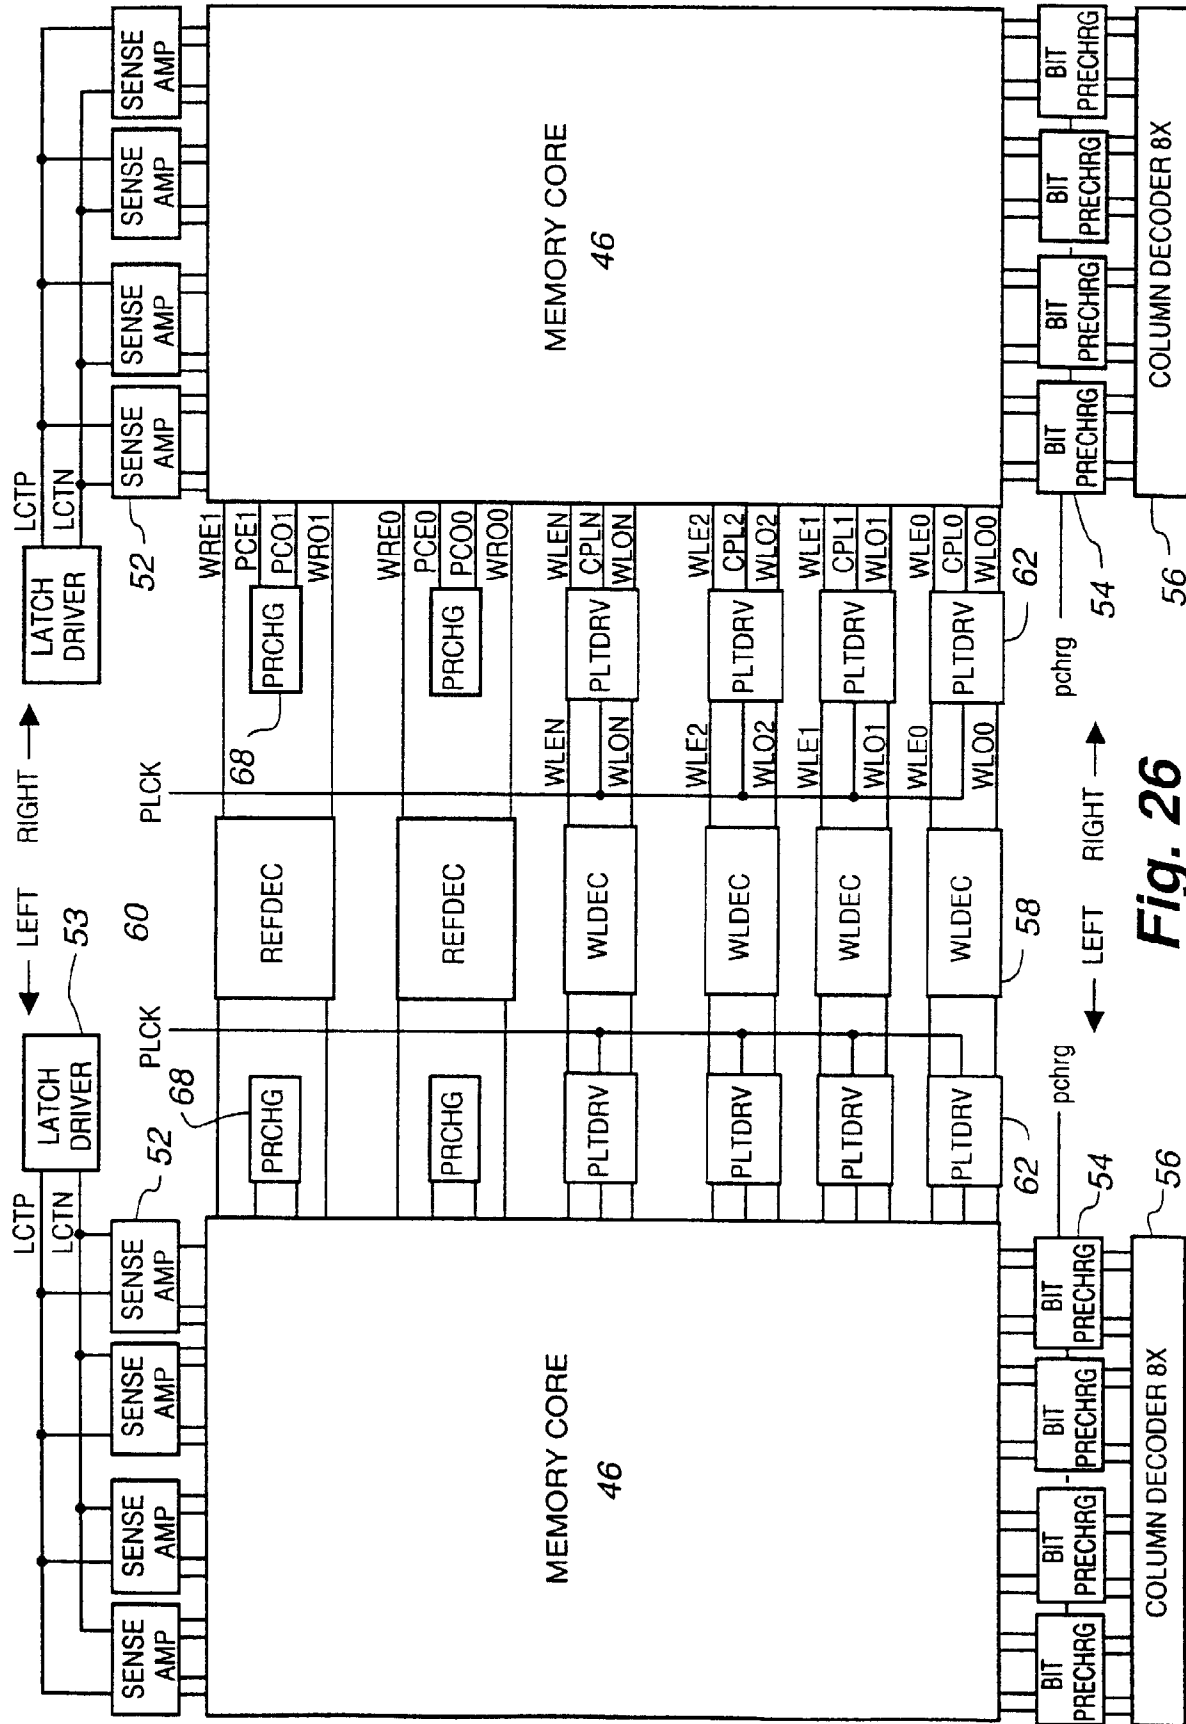 LCTP
LCTN
LATCH
DRIVER
53
← LEFT RIGHT →
LATCH
DRIVER
LCTP
LCTN
SENSE
AMP
SENSE
AMP
SENSE
AMP
SENSE
AMP
52
PLCK
60
PLCK
52
SENSE
AMP
SENSE
AMP
SENSE
AMP
SENSE
AMP
MEMORY CORE
46
68
PRCHG
REFDEC
68
PRCHG
WRE1
PCE1
PCO1
WRO1
PRCHG
REFDEC
PRCHG
WRE0
PCE0
PCO0
WRO0
PLTDRV
WLDEC
WLEN
WLON
PLTDRV
WLEN
CPLN
WLON
PLTDRV
WLDEC
WLE2
WLO2
PLTDRV
WLE2
CPL2
WLO2
PLTDRV
WLDEC
WLE1
WLO1
PLTDRV
WLE1
CPL1
WLO1
PLTDRV
62
WLDEC
58
WLE0
WLO0
PLTDRV
62
WLE0
CPL0
WLO0
MEMORY CORE
46
BIT
PRECHRG
BIT
PRECHRG
BIT
PRECHRG
BIT
PRECHRG
54
pchrg
← LEFT RIGHT →
pchrg
54
BIT
PRECHRG
BIT
PRECHRG
BIT
PRECHRG
BIT
PRECHRG
COLUMN DECODER 8X
56
56
COLUMN DECODER 8X
Fig. 26